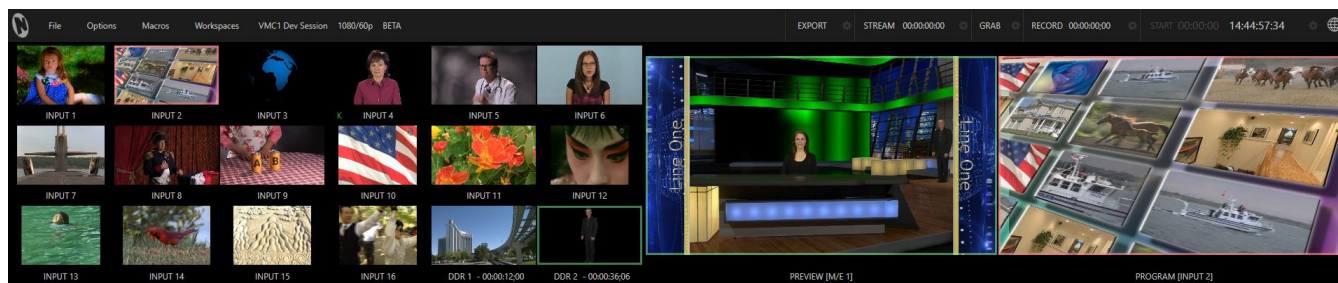 File Options Macros Workspaces VMC1 Dev Session 1080/60p BETA EXPORT STREAM 00:00:00:00 GRAB RECORD 00:00:00;00 START 00:00;00 14:44:57:34
INPUT 1 INPUT 2 INPUT 3 K INPUT 4 INPUT 5 INPUT 6
A B
INPUT 7 INPUT 8 INPUT 9 INPUT 10 INPUT 11 INPUT 12
Line One Line One
INPUT 13 INPUT 14 INPUT 15 INPUT 16 DDR 1 - 00:00:12;00 DDR 2 - 00:00:36;06 PREVIEW [M/E 1] PROGRAM [INPUT 2]